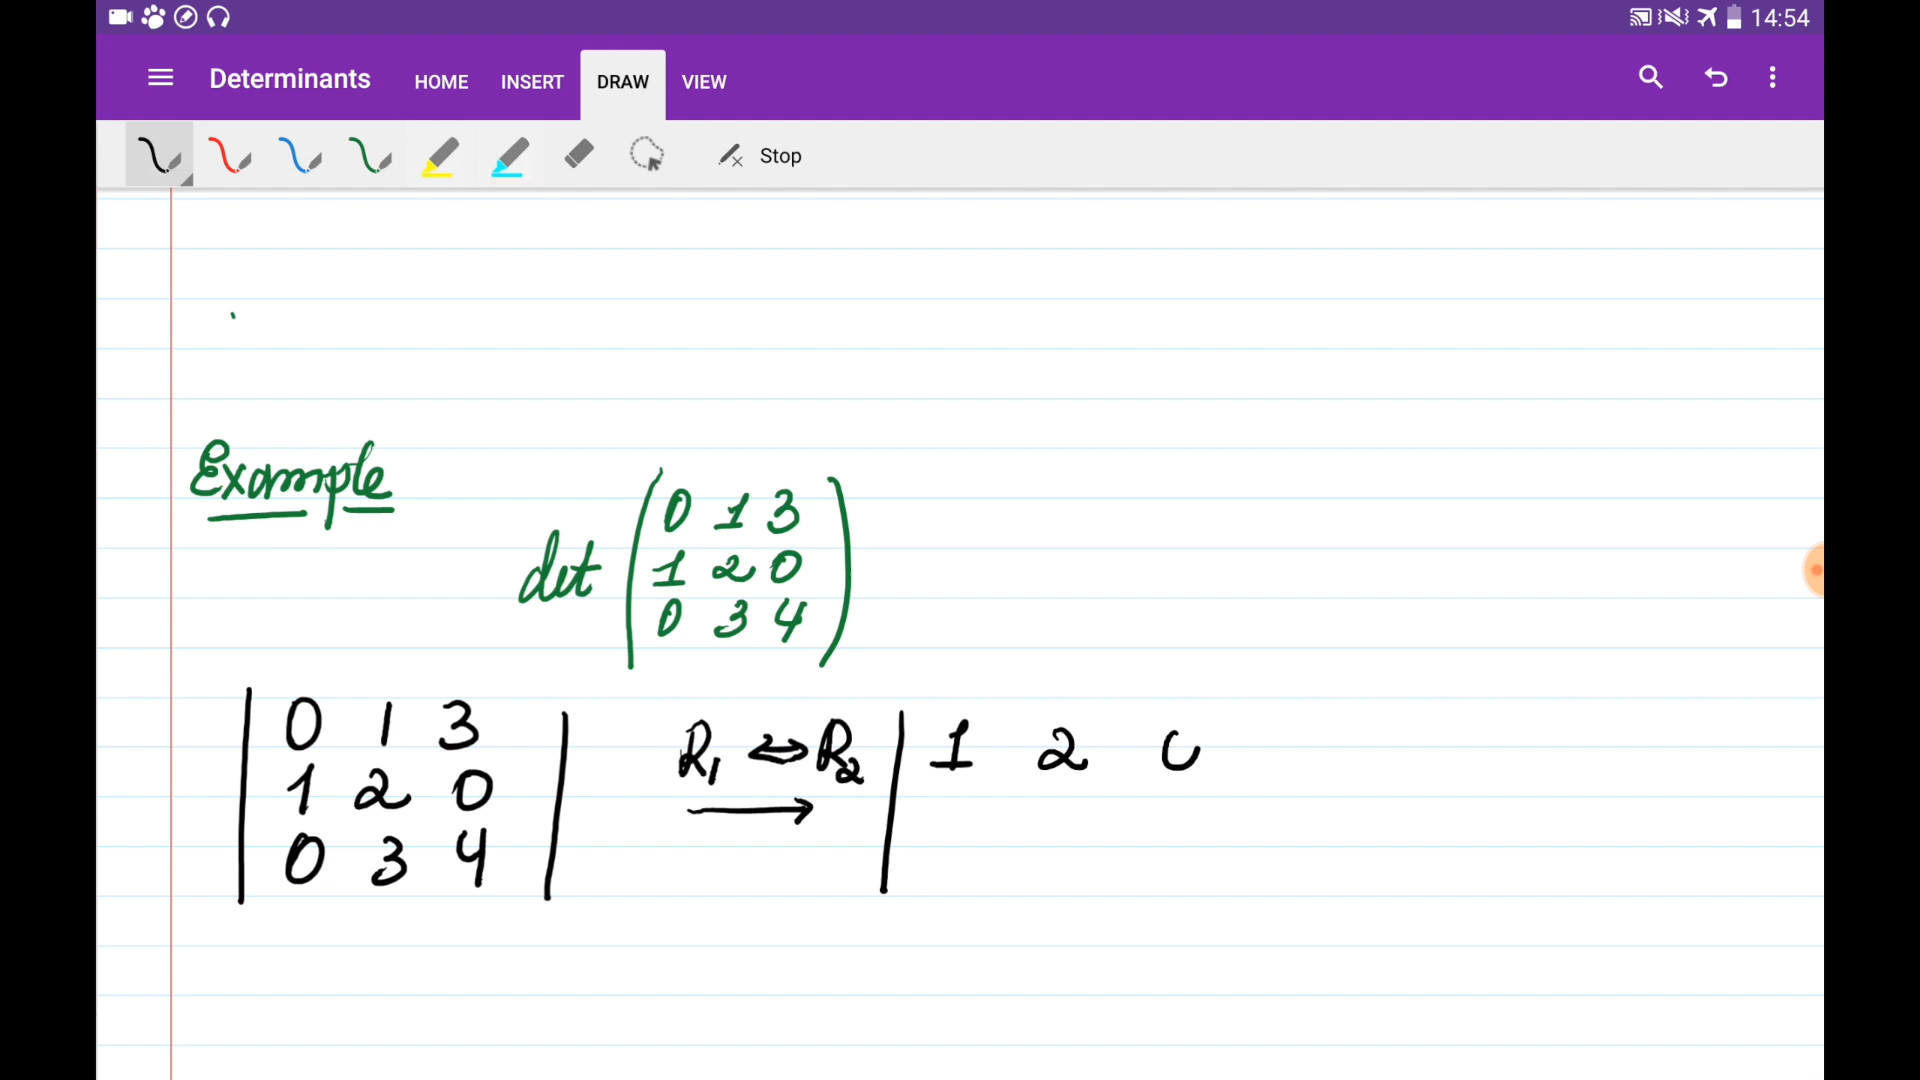 14:54
Determinants HOME INSERT DRAW VIEW
Stop
Example
det ( 0 1 3
1 2 0
0 3 4 )
| 0 1 3 |
1 2 0
0 3 4
R₁ ⇔ R₂ | 1 2 0
→